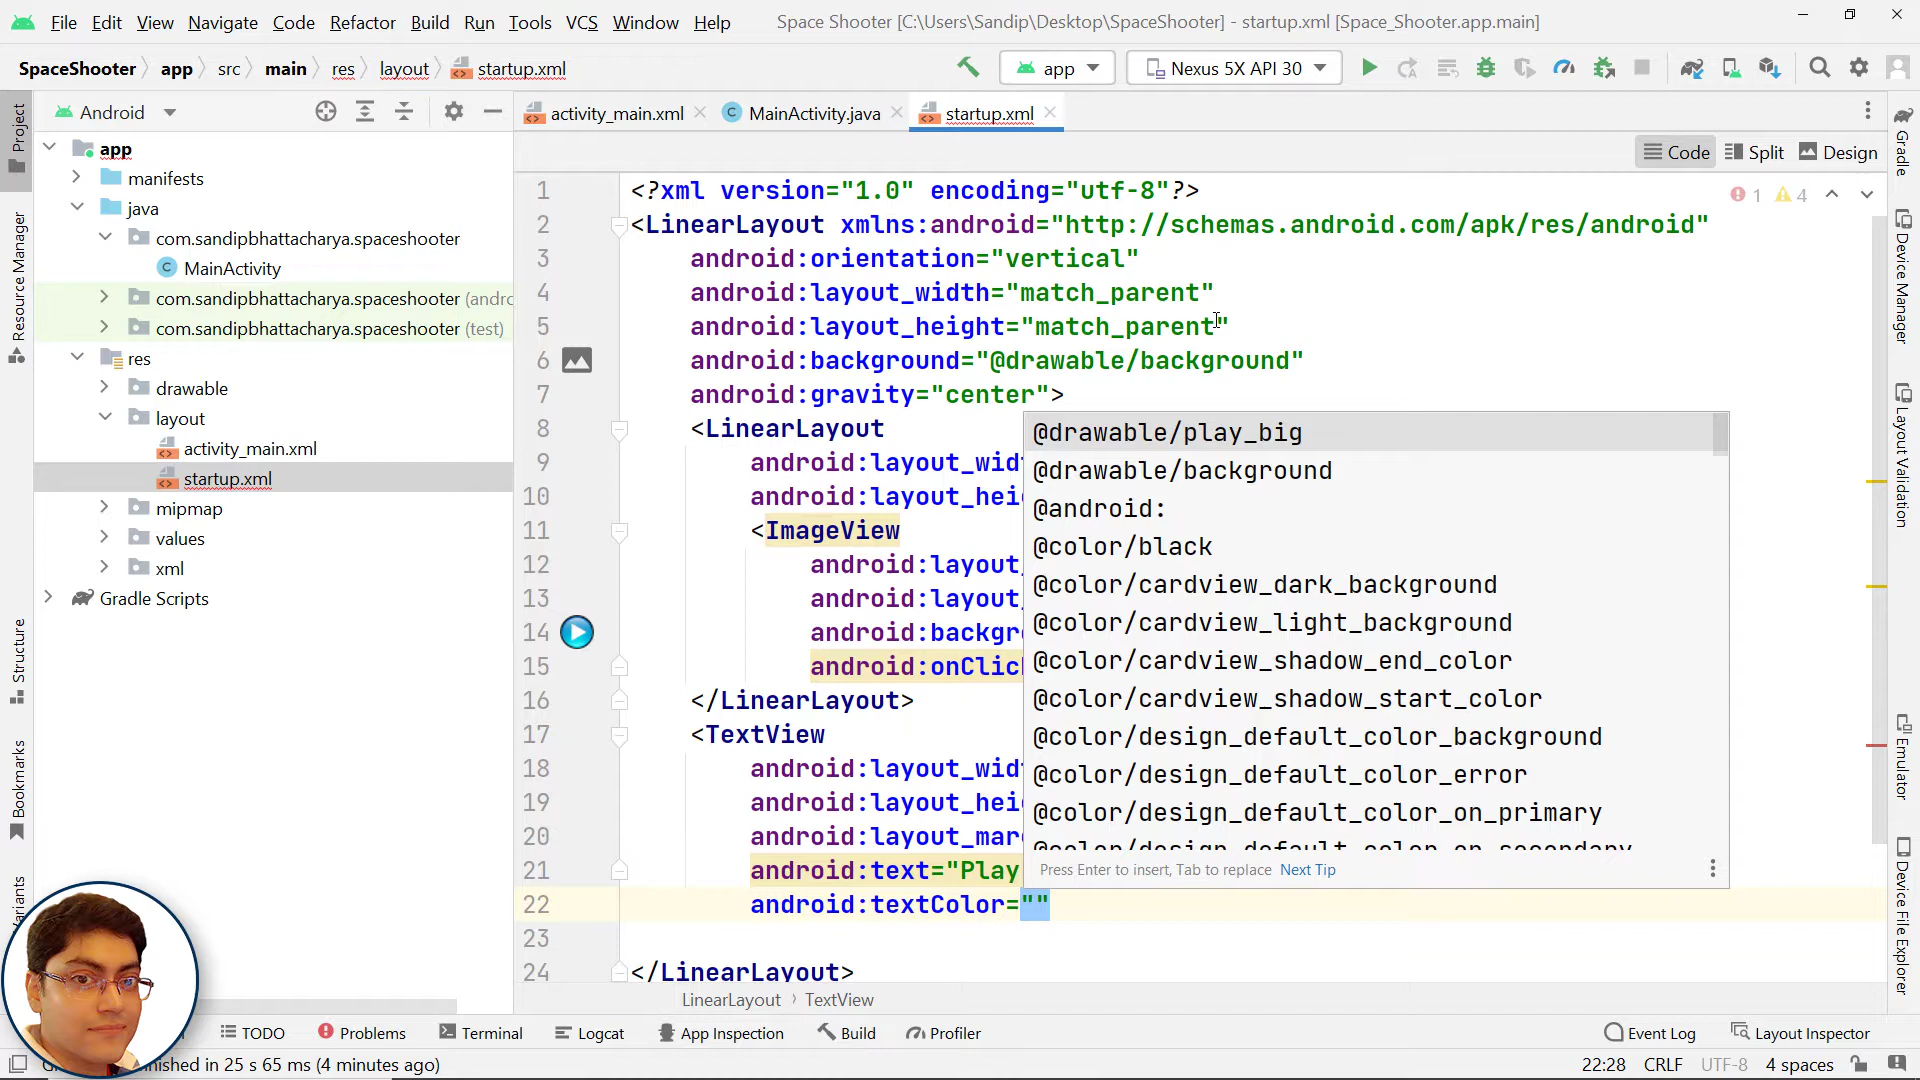 File Edit View Navigate Code Refactor Build Run Tools VCS Window Help Space Shooter [C:\Users\Sandip\Desktop\SpaceShooter] - startup.xml [Space_Shooter.app.main]
SpaceShooter app src main res layout startup.xml app Nexus 5X API 30
Android activity_main.xml MainActivity.java startup.xml
Code Split Design
Project
Resource Manager
Structure
Bookmarks
app
manifests
java
com.sandipbhattacharya.spaceshooter
MainActivity
com.sandipbhattacharya.spaceshooter (andro
com.sandipbhattacharya.spaceshooter (test)
res
drawable
layout
activity_main.xml
startup.xml
mipmap
values
xml
Gradle Scripts
1 4
1 <?xml version="1.0" encoding="utf-8"?>
2 <LinearLayout xmlns:android="http://schemas.android.com/apk/res/android"
3 android:orientation="vertical"
4 android:layout_width="match_parent"
5 android:layout_height="match_parent"
6 android:background="@drawable/background"
7 android:gravity="center">
8 <LinearLayout
9 android:layout_widt
10 android:layout_hei
11 <ImageView
12 android:layout_
13 android:layout_
14 android:backgr
15 android:onClic
16 </LinearLayout>
17 <TextView
18 android:layout_widt
19 android:layout_hei
20 android:layout_mar
21 android:text="Play
22 android:textColor=""
23
24 </LinearLayout>
@drawable/play_big
@drawable/background
@android:
@color/black
@color/cardview_dark_background
@color/cardview_light_background
@color/cardview_shadow_end_color
@color/cardview_shadow_start_color
@color/design_default_color_background
@color/design_default_color_error
@color/design_default_color_on_primary
@color/design_default_color_on_secondary
Press Enter to insert, Tab to replace Next Tip
LinearLayout TextView
Gradle
Device Manager
Layout Validation
Emulator
Device File Explorer
TODO Problems Terminal Logcat App Inspection Build Profiler Event Log Layout Inspector
nished in 25 s 65 ms (4 minutes ago) 22:28 CRLF UTF-8 4 spaces